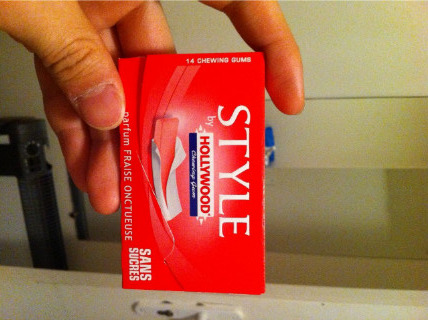 14 CHEWING GUMS
STYLE
by HOLLYWOOD
Chewing Gum
parfum FRAISE ONCTUEUSE
SANS
SUCRES